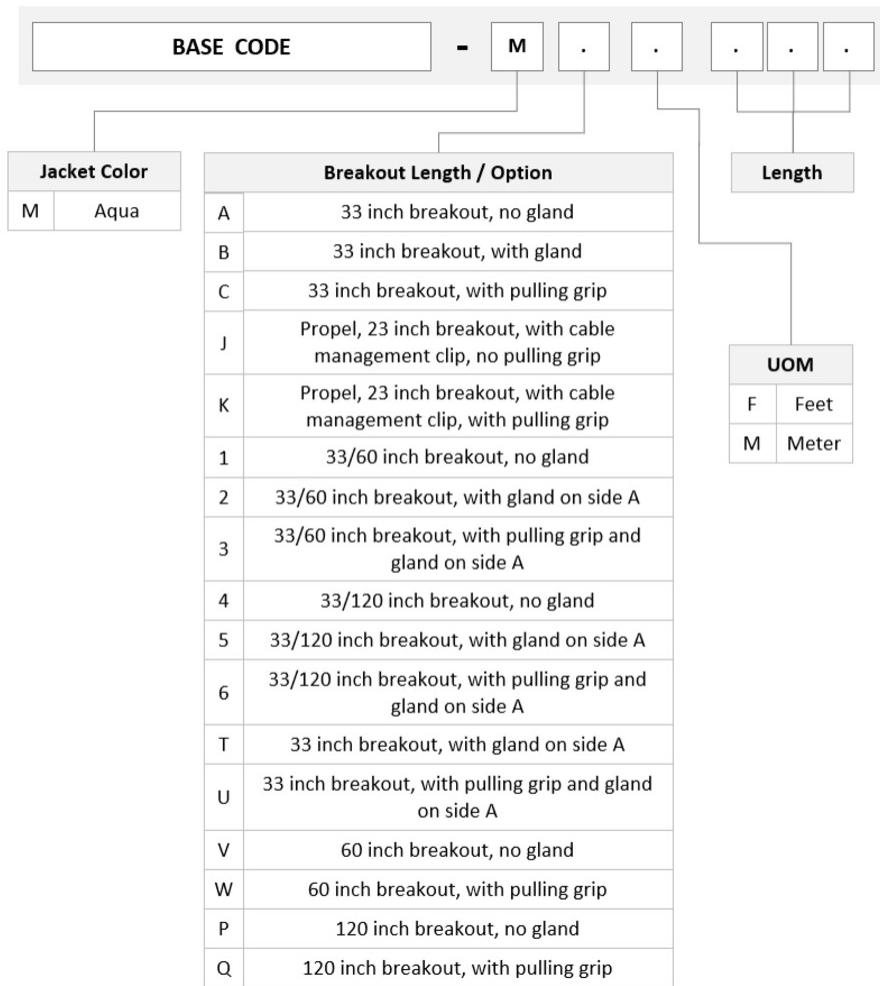 BASE CODE - M . . . . .
Jacket Color
M Aqua
Breakout Length / Option
A 33 inch breakout, no gland
B 33 inch breakout, with gland
C 33 inch breakout, with pulling grip
J Propel, 23 inch breakout, with cable
management clip, no pulling grip
K Propel, 23 inch breakout, with cable
management clip, with pulling grip
1 33/60 inch breakout, no gland
2 33/60 inch breakout, with gland on side A
3 33/60 inch breakout, with pulling grip and
gland on side A
4 33/120 inch breakout, no gland
5 33/120 inch breakout, with gland on side A
6 33/120 inch breakout, with pulling grip and
gland on side A
T 33 inch breakout, with gland on side A
U 33 inch breakout, with pulling grip and gland
on side A
V 60 inch breakout, no gland
W 60 inch breakout, with pulling grip
P 120 inch breakout, no gland
Q 120 inch breakout, with pulling grip
Length
UOM
F Feet
M Meter